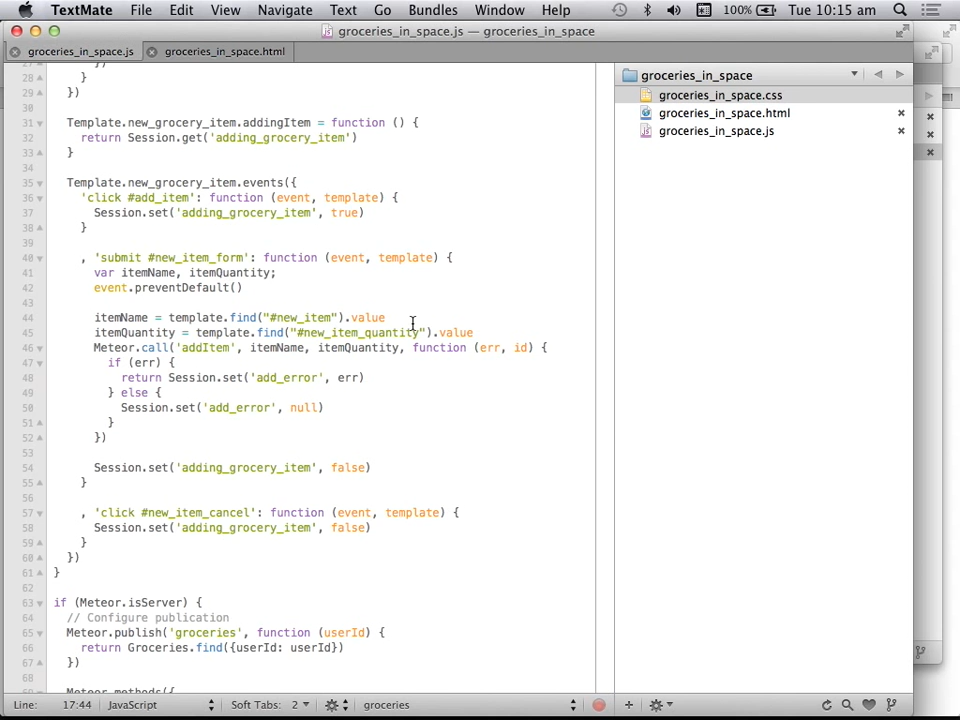 TextMate File Edit View Navigate Text Go Bundles Window Help 100% Tue 10:15 am
groceries_in_space.js — groceries_in_space
groceries_in_space.js groceries_in_space.html
28 }
29 })
30
31 Template.new_grocery_item.addingItem = function () {
32 return Session.get('adding_grocery_item')
33 }
34
35 Template.new_grocery_item.events({
36 'click #add_item': function (event, template) {
37 Session.set('adding_grocery_item', true)
38 }
39
40 , 'submit #new_item_form': function (event, template) {
41 var itemName, itemQuantity;
42 event.preventDefault()
43
44 itemName = template.find("#new_item").value
45 itemQuantity = template.find("#new_item_quantity").value
46 Meteor.call('addItem', itemName, itemQuantity, function (err, id) {
47 if (err) {
48 return Session.set('add_error', err)
49 } else {
50 Session.set('add_error', null)
51 }
52 })
53
54 Session.set('adding_grocery_item', false)
55 }
56
57 , 'click #new_item_cancel': function (event, template) {
58 Session.set('adding_grocery_item', false)
59 }
60 })
61 }
62
63 if (Meteor.isServer) {
64 // Configure publication
65 Meteor.publish('groceries', function (userId) {
66 return Groceries.find({userId: userId})
67 })
68
69 Meteor.methods({
groceries_in_space
groceries_in_space.css
groceries_in_space.html
groceries_in_space.js
Line: 17:44 JavaScript Soft Tabs: 2 groceries